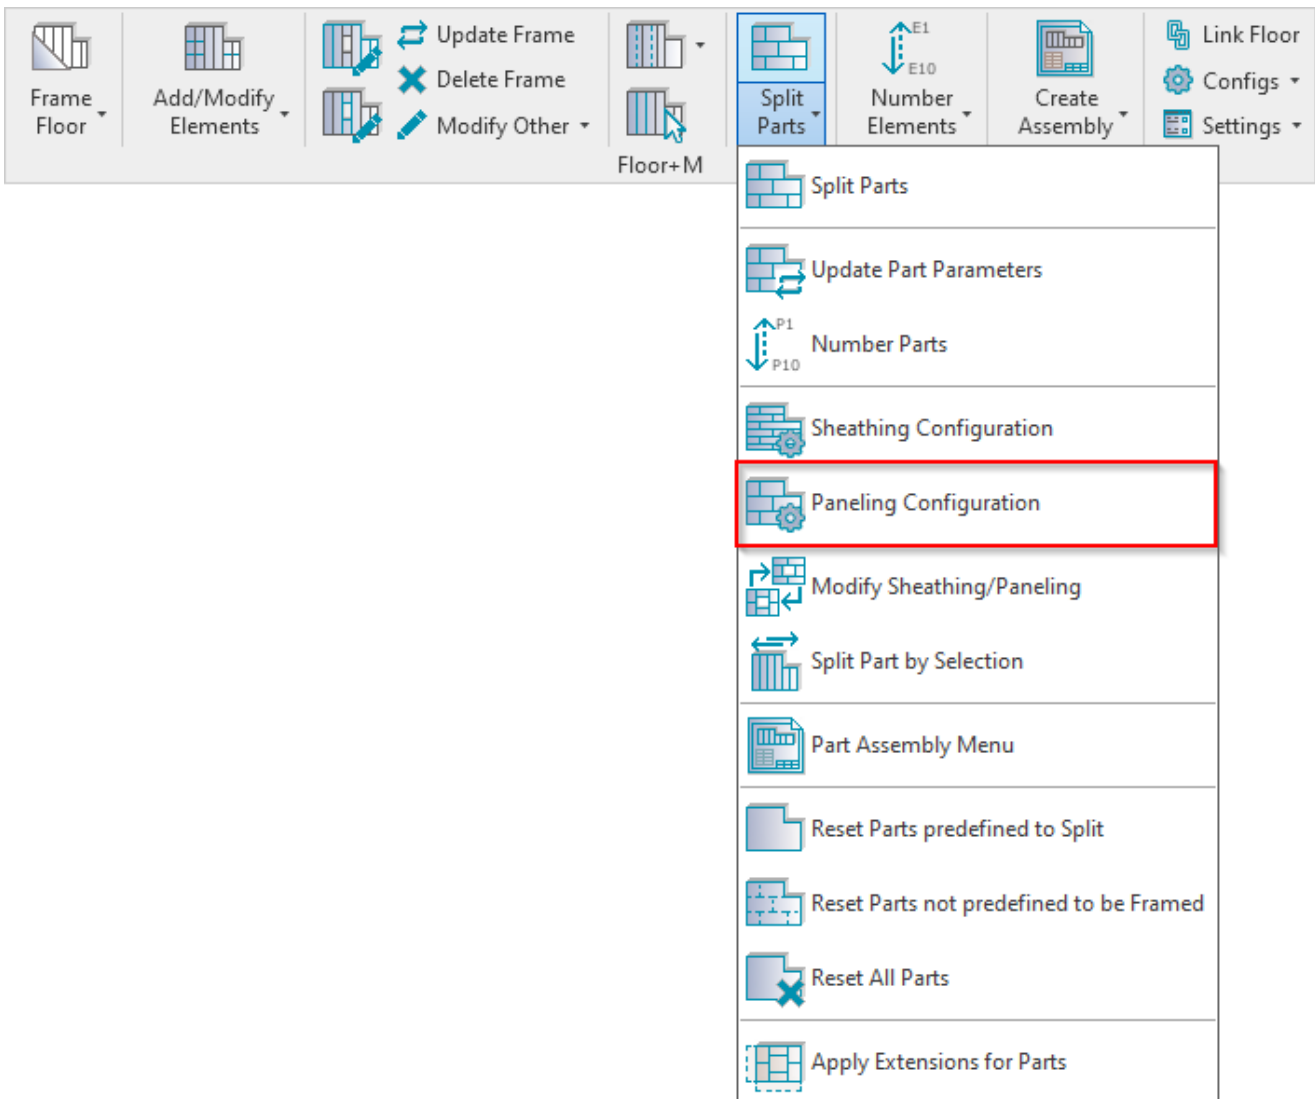 Frame
Floor
Add/Modify
Elements
Update Frame
Delete Frame
Modify Other
Floor+M
Split
Parts
E1
E10
Number
Elements
Create
Assembly
Link Floor
Configs
Settings
Split Parts
Update Part Parameters
P1
P10
Number Parts
Sheathing Configuration
Paneling Configuration
Modify Sheathing/Paneling
Split Part by Selection
Part Assembly Menu
Reset Parts predefined to Split
Reset Parts not predefined to be Framed
Reset All Parts
Apply Extensions for Parts